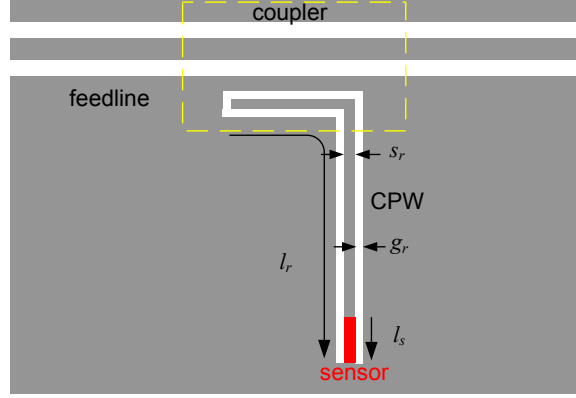 coupler
feedline
s_r
CPW
g_r
l_r
l_s
sensor